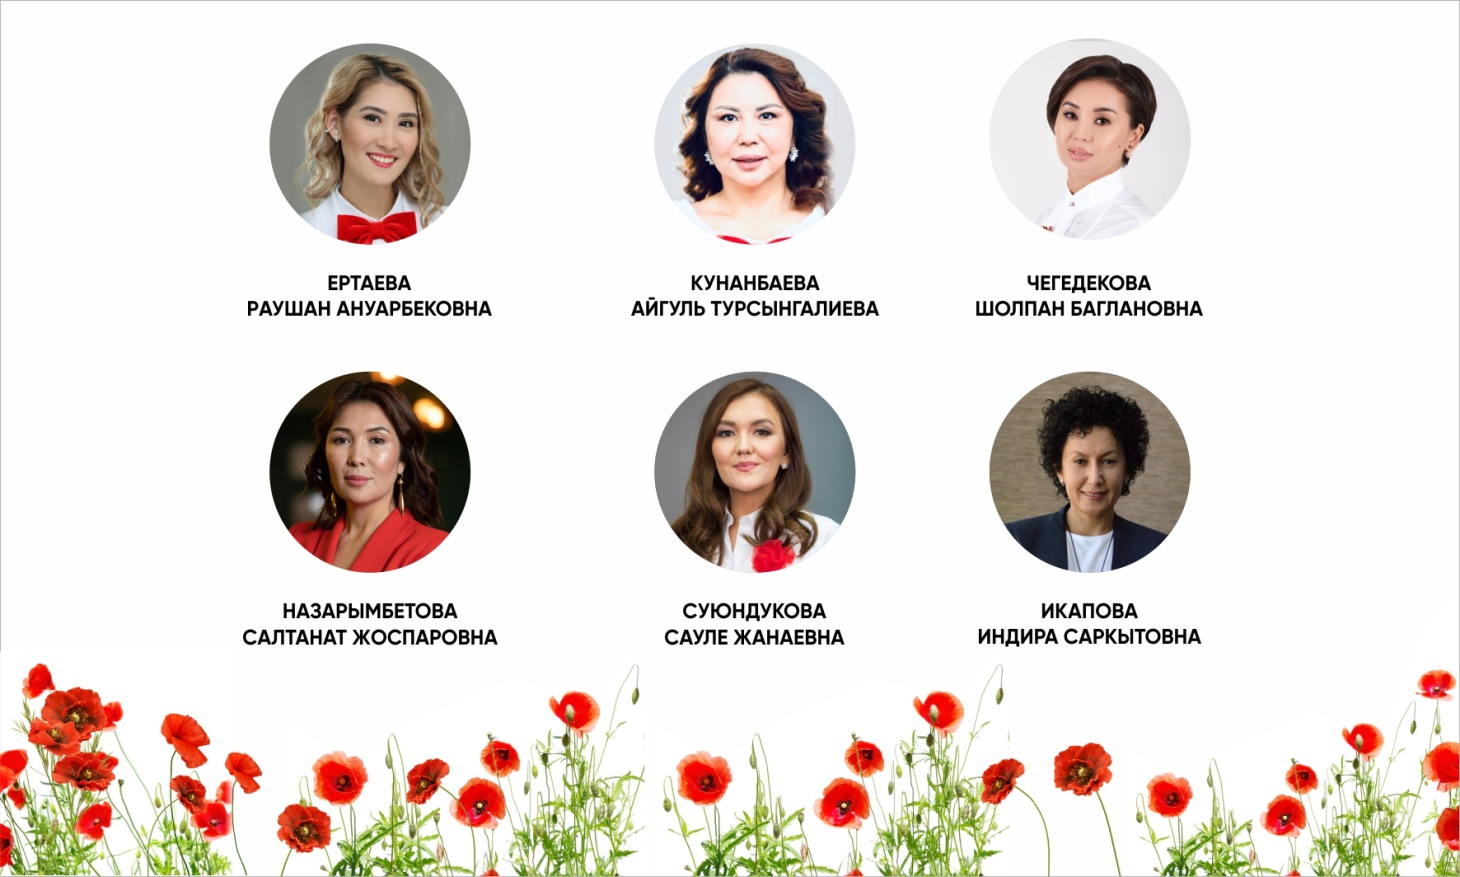 ЕРТАЕВА
РАУШАН АНУАРБЕКОВНА
КУНАНБАЕВА
АЙГУЛЬ ТУРСЫНГАЛИЕВА
ЧЕГЕДЕКОВА
ШОЛПАН БАГЛАНОВНА
НАЗАРЫМБЕТОВА
САЛТАНАТ ЖОСПАРОВНА
СУЮНДУКОВА
САУЛЕ ЖАНАЕВНА
ИКАПОВА
ИНДИРА САРКЫТОВНА